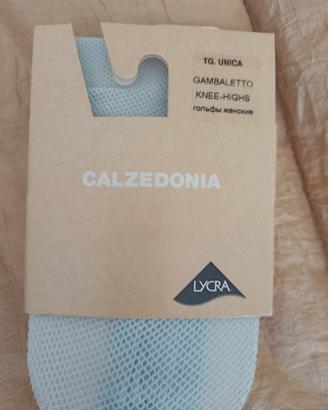 TG. UNICA
GAMBALETTO
KNEE-HIGHS
гольфы женские
CALZEDONIA
LYCRA